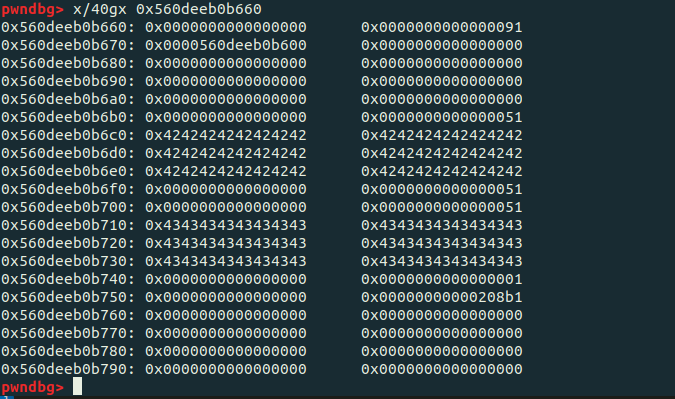 pwndbg> x/40gx 0x560deeb0b660
0x560deeb0b660: 0x0000000000000000 0x0000000000000091
0x560deeb0b670: 0x0000560deeb0b600 0x0000000000000000
0x560deeb0b680: 0x0000000000000000 0x0000000000000000
0x560deeb0b690: 0x0000000000000000 0x0000000000000000
0x560deeb0b6a0: 0x0000000000000000 0x0000000000000000
0x560deeb0b6b0: 0x0000000000000000 0x0000000000000051
0x560deeb0b6c0: 0x4242424242424242 0x4242424242424242
0x560deeb0b6d0: 0x4242424242424242 0x4242424242424242
0x560deeb0b6e0: 0x4242424242424242 0x4242424242424242
0x560deeb0b6f0: 0x0000000000000000 0x0000000000000051
0x560deeb0b700: 0x0000000000000000 0x0000000000000051
0x560deeb0b710: 0x4343434343434343 0x4343434343434343
0x560deeb0b720: 0x4343434343434343 0x4343434343434343
0x560deeb0b730: 0x4343434343434343 0x4343434343434343
0x560deeb0b740: 0x0000000000000000 0x0000000000000001
0x560deeb0b750: 0x0000000000000000 0x00000000000208b1
0x560deeb0b760: 0x0000000000000000 0x0000000000000000
0x560deeb0b770: 0x0000000000000000 0x0000000000000000
0x560deeb0b780: 0x0000000000000000 0x0000000000000000
0x560deeb0b790: 0x0000000000000000 0x0000000000000000
pwndbg>